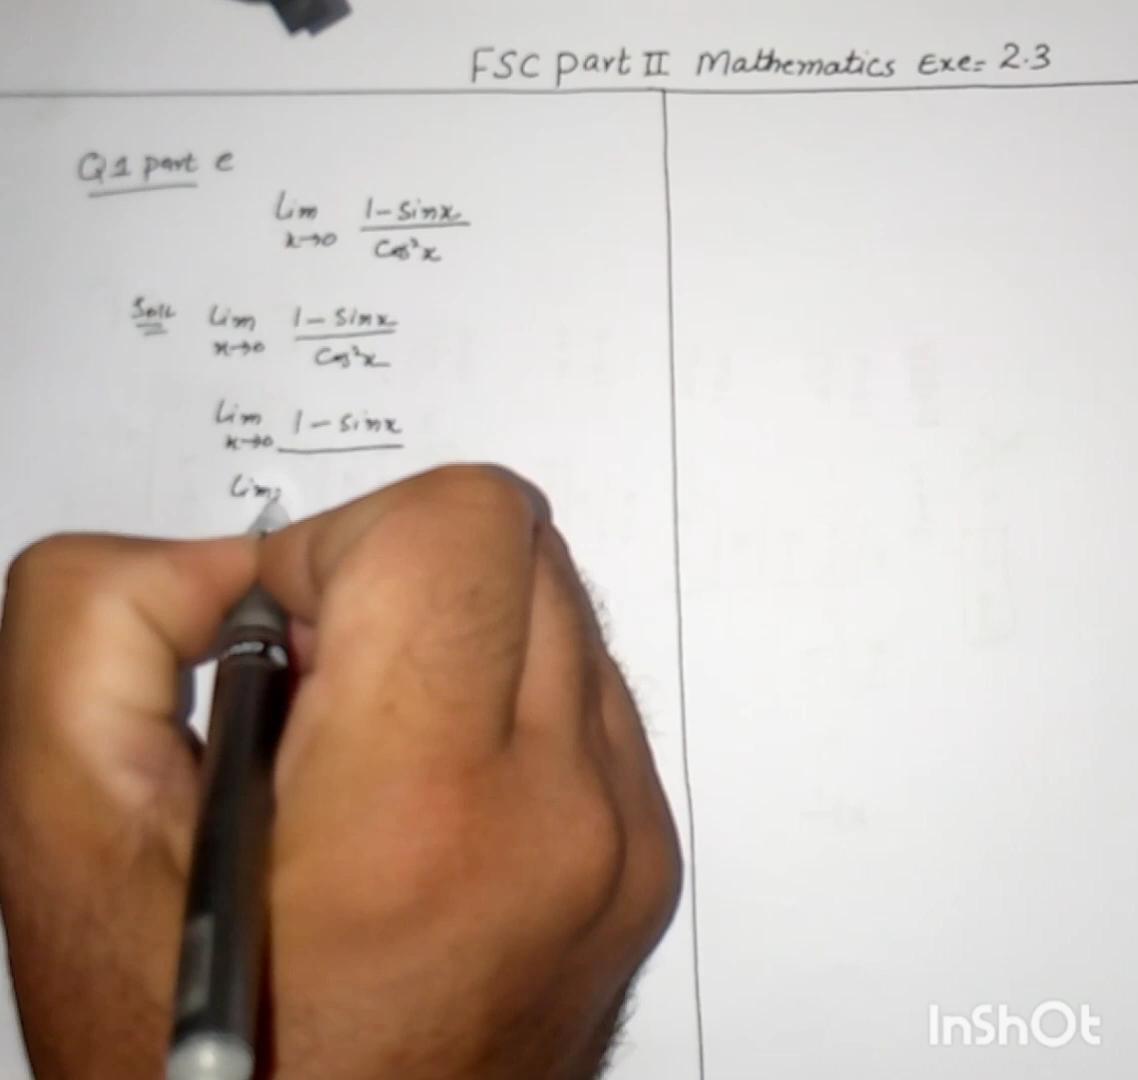 FSC Part II Mathematics Exe= 2.3
Q1 part e
Lim x→0 1-Sinx / Cos²x
Sol: Lim x→0 1-Sinx / Cos²x
Lim x→0 1-Sinx
Lim
InShOt